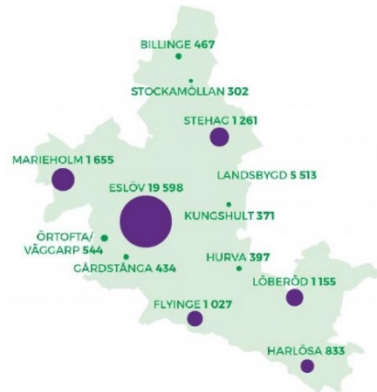 BILLINGE 467
STOCKAMÖLLAN 302
STEHAG 1 261
MARIEHOLM 1 655
LANDSBYGD 5 513
ESLÖV 19 598
KUNGSHULT 371
ÖRTOFTA/
VÄGGARP 544
GÅRDSTÅNGA 434
HURVA 397
LÖBERÖD 1 155
FLYINGE 1 027
HARLÖSA 833